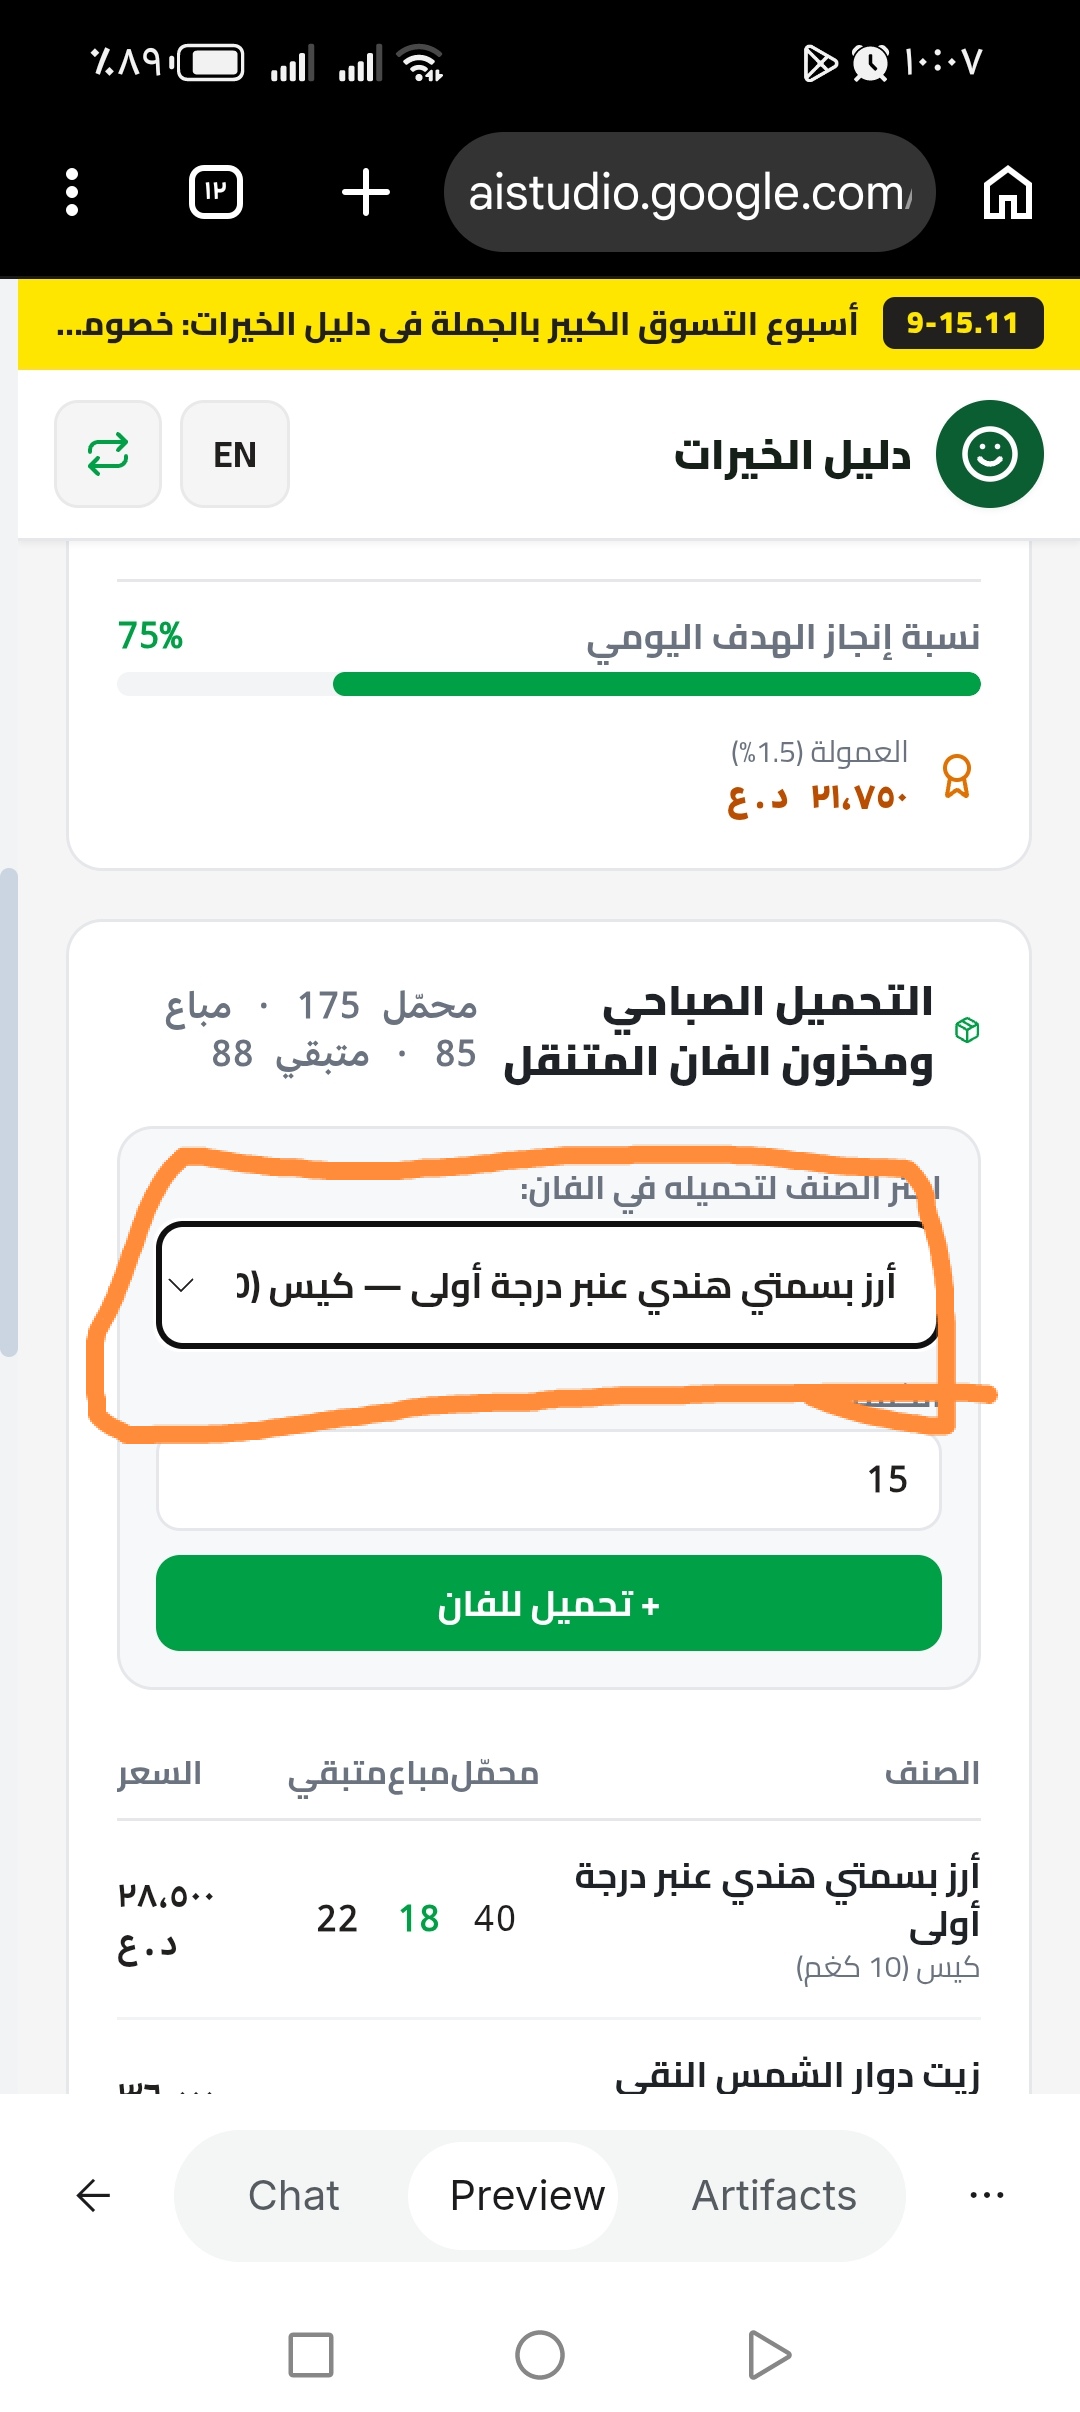 ١٠:٠٧
٪٨٩
١٢
aistudio.google.com/
9-15.11
أسبوع التسوق الكبير بالجملة في دليل الخيرات: خصوم...
دليل الخيرات
EN
نسبة إنجاز الهدف اليومي
75%
العمولة (1.5%)
٢١،٧٥٠ د.ع
التحميل الصباحي
ومخزون الفان المتنقل
محمّل 175 · مباع
85 · متبقي 88
اختر الصنف لتحميله في الفان:
أرز بسمتي هندي عنبر درجة أولى — كيس (
15
+ تحميل للفان
الصنف محمّل مباع متبقي السعر
أرز بسمتي هندي عنبر درجة
أولى
كيس (10 كغم)
40 18 22
٢٨،٥٠٠
د.ع
زيت دوار الشمس النقي
Chat
Preview
Artifacts